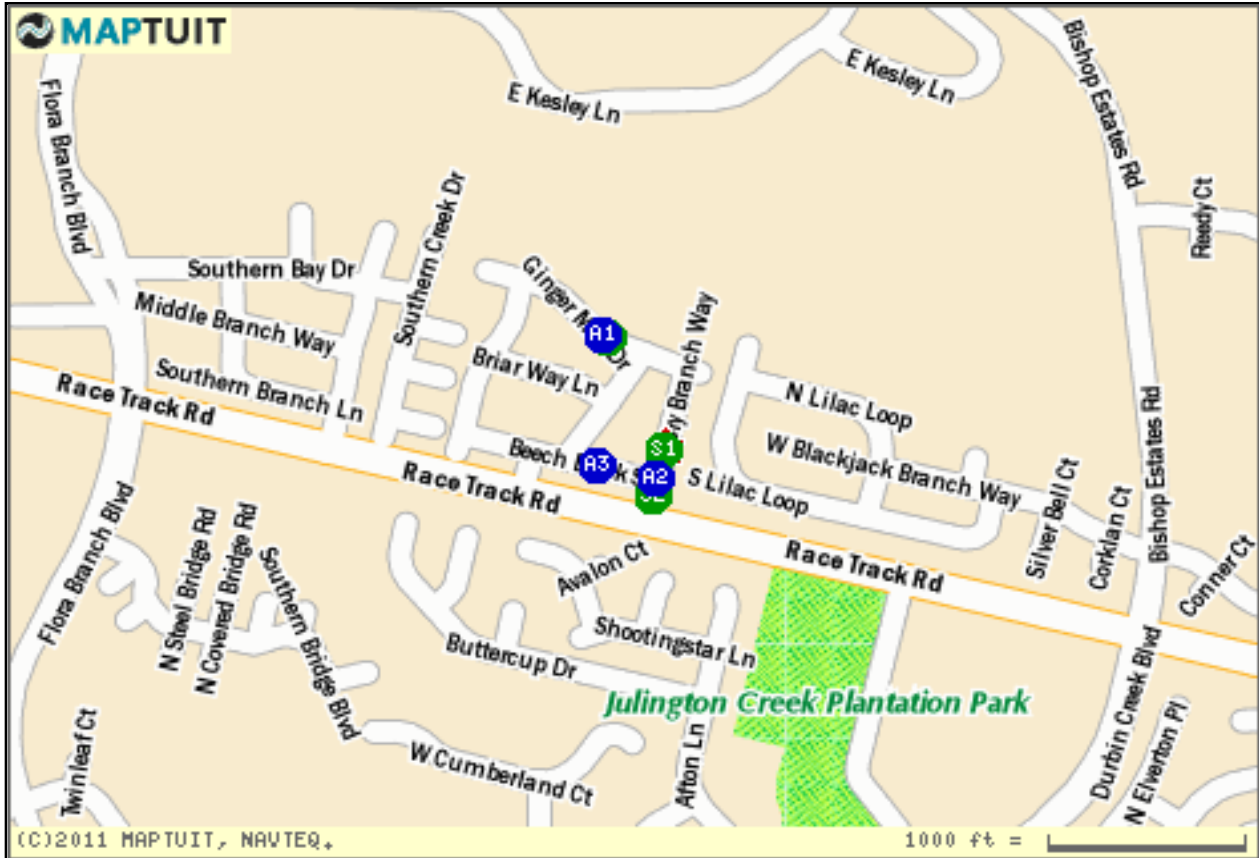 MAPTUIT
E Kesley Ln
E Kesley Ln
Bishop Estates Rd
Flora Branch Blvd
Reedy Ct
Southern Creek Dr
Southern Bay Dr
Middle Branch Way
Ginger
Dr
A1
Branch Way
Briar Way Ln
Southern Branch Ln
Race Track Rd
N Lilac Loop
W Blackjack Branch Way
Bishop Estates Rd
S1
Beech
A3
A2
S Lilac Loop
Race Track Rd
Silver Bell Ct
Corklan Ct
Conner Ct
Race Track Rd
Flora Branch Blvd
N Steel Bridge Rd
N Covered Bridge Rd
Southern Bridge Blvd
Avalon Ct
Shootingstar Ln
Buttercup Dr
Julington Creek Plantation Park
Durbin Creek Blvd
N Elverton Pl
Twinleaf Ct
W Cumberland Ct
Afton Ln
(C)2011 MAPTUIT, NAVTEQ.
1000 ft =